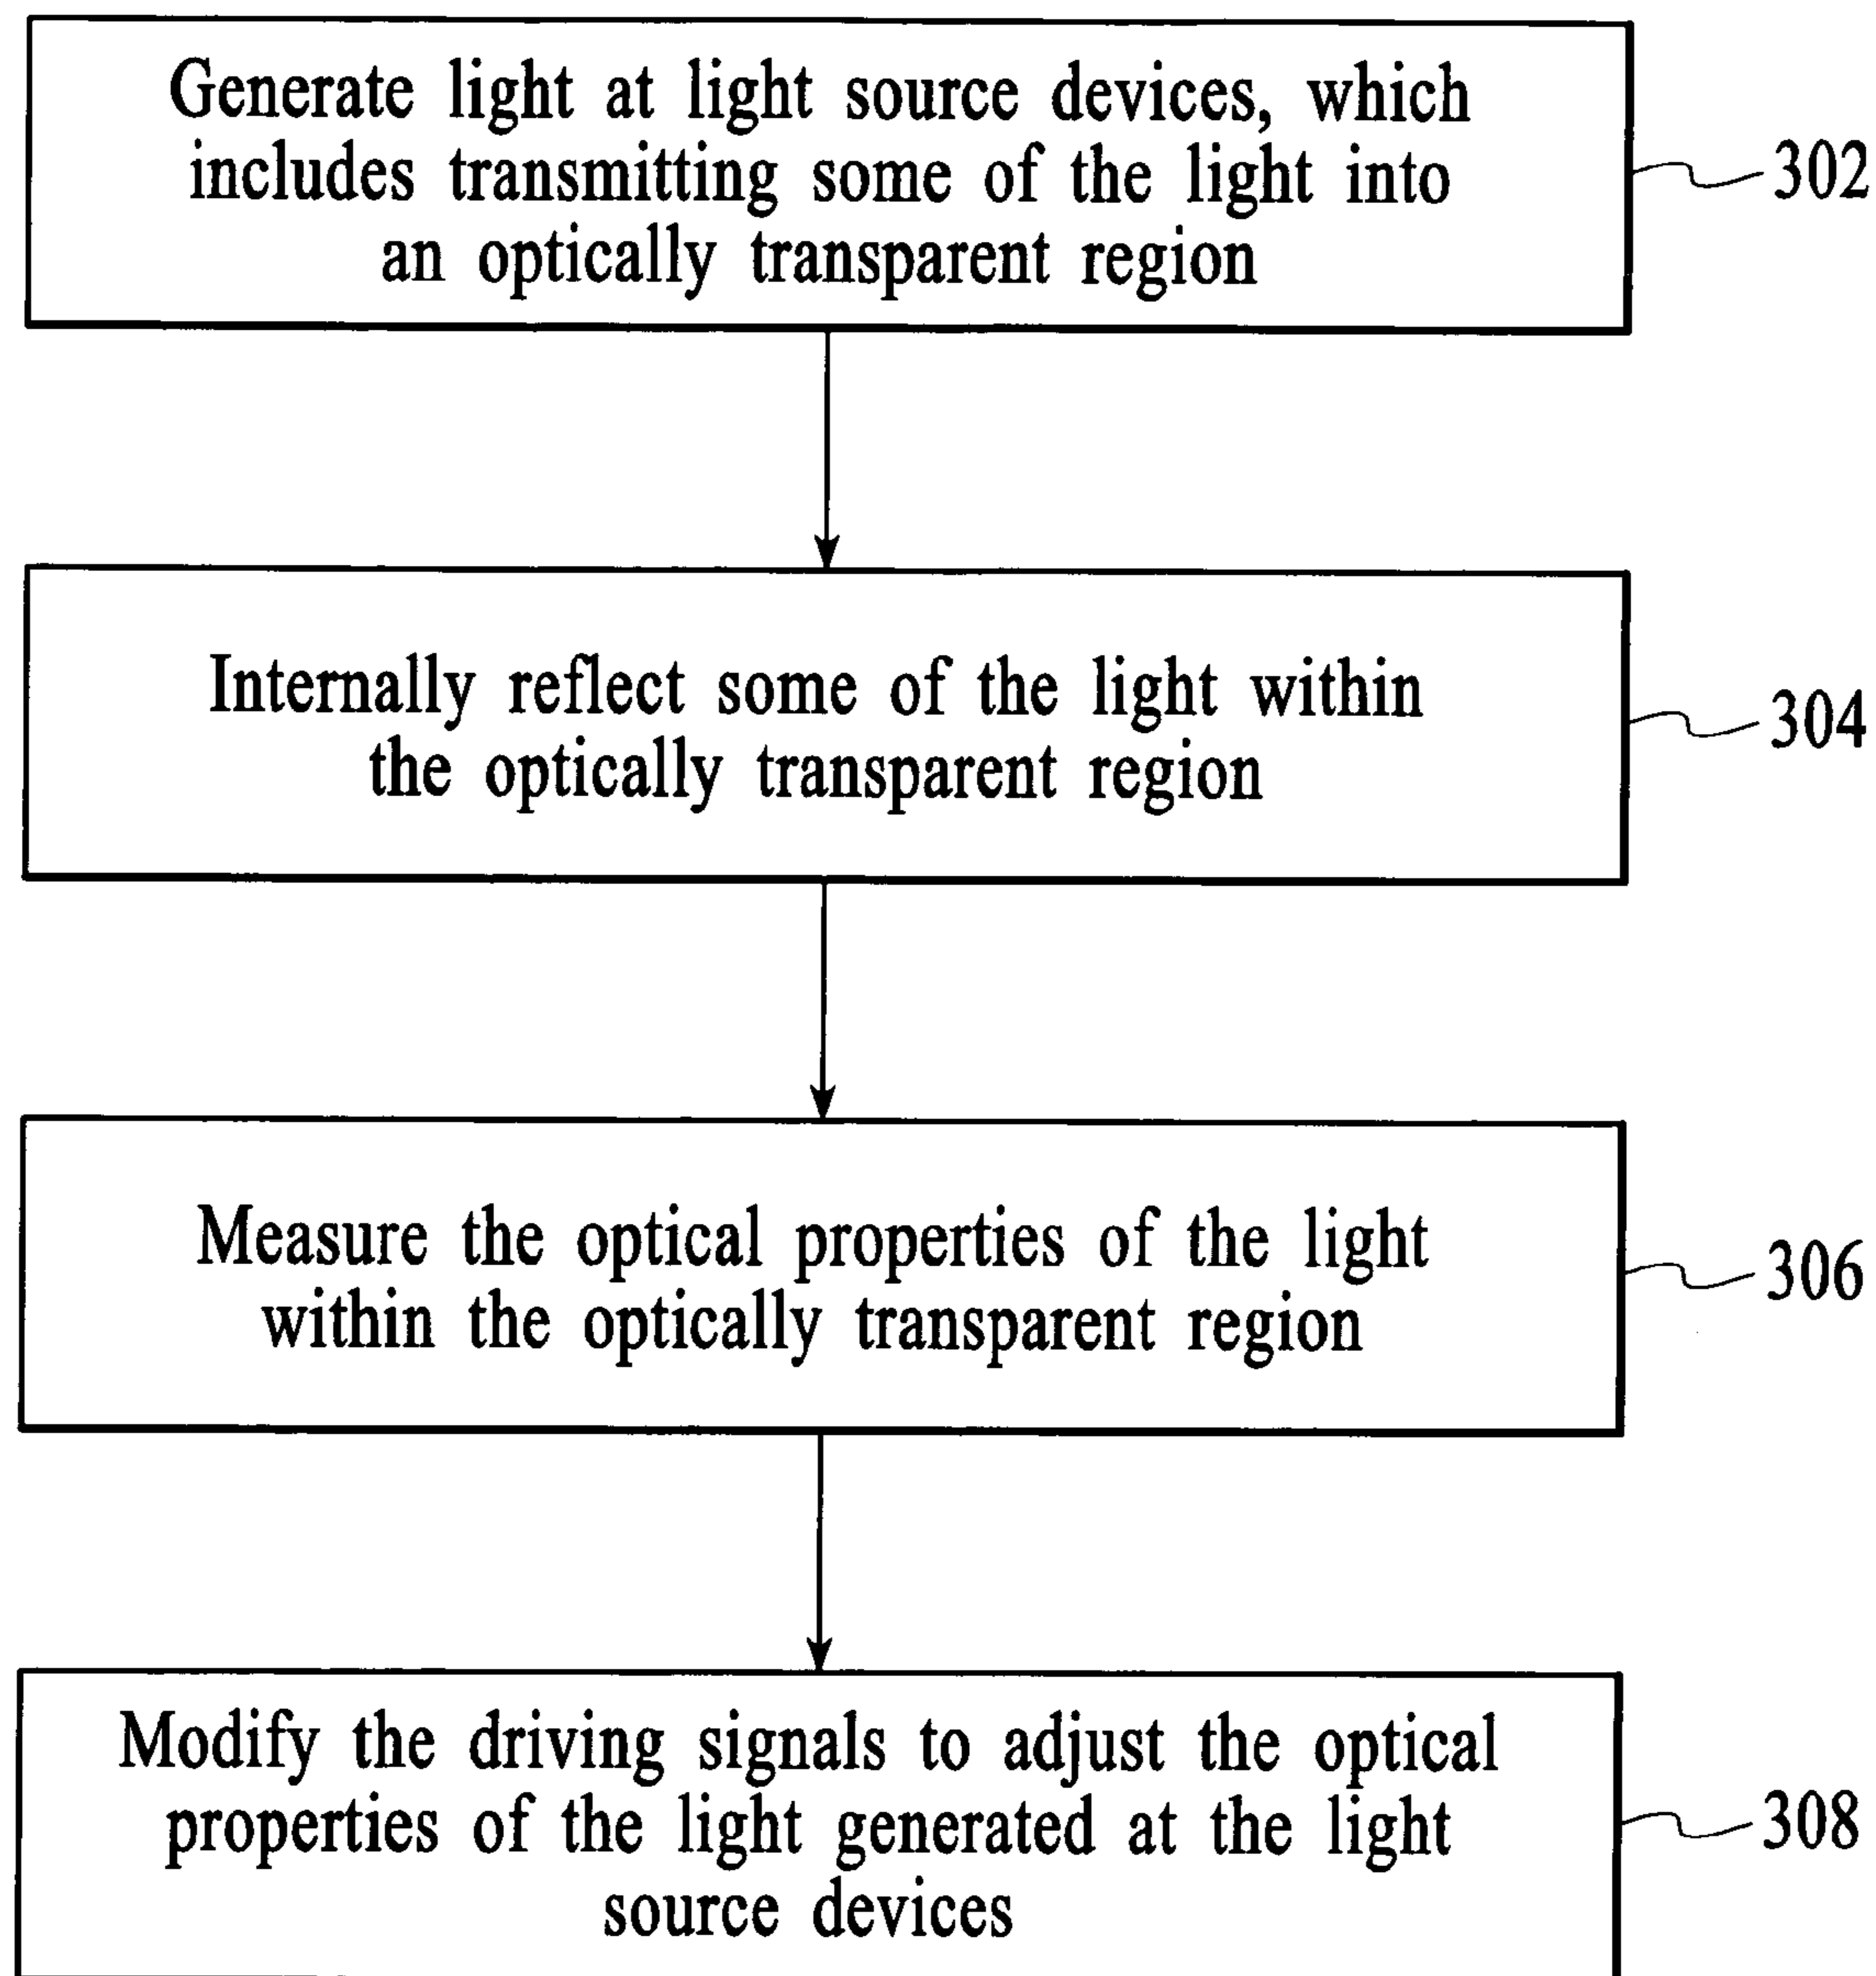 Generate light at light source devices, which
includes transmitting some of the light into
an optically transparent region
302
Internally reflect some of the light within
the optically transparent region
304
Measure the optical properties of the light
within the optically transparent region
306
Modify the driving signals to adjust the optical
properties of the light generated at the light
source devices
308